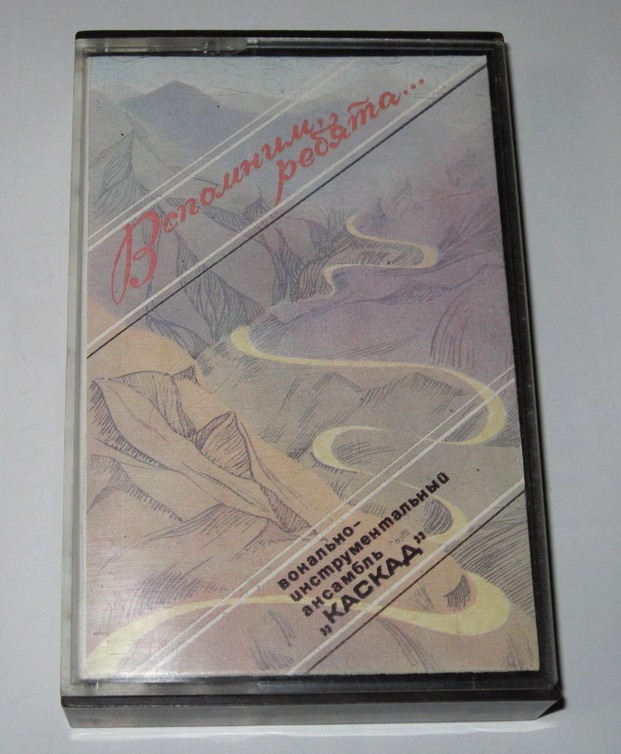 Вспомним,
ребята...
вокально-
инструментальный
ансамбль
„КАСКАД”